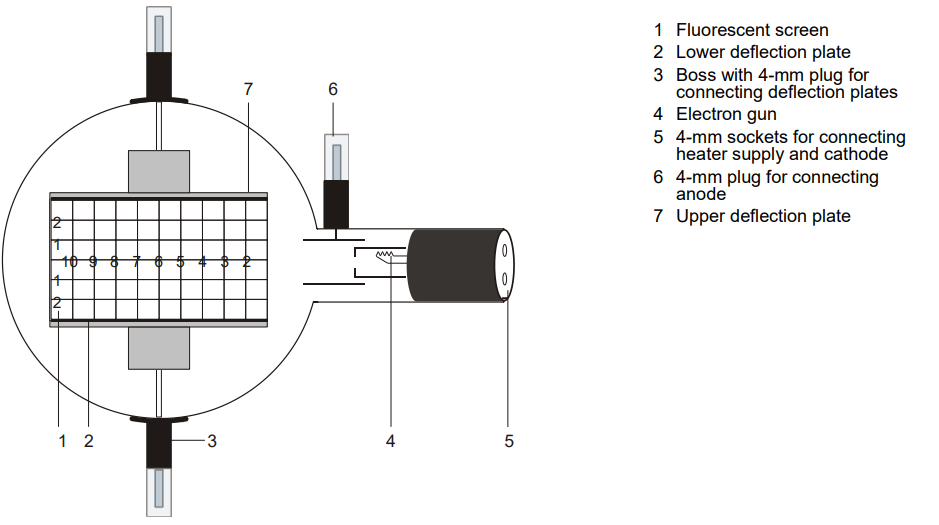 7
6
2
1
10 9 8 7 6 5 4 3 2
1
2
1 2 3 4 5
1 Fluorescent screen
2 Lower deflection plate
3 Boss with 4-mm plug for
connecting deflection plates
4 Electron gun
5 4-mm sockets for connecting
heater supply and cathode
6 4-mm plug for connecting
anode
7 Upper deflection plate